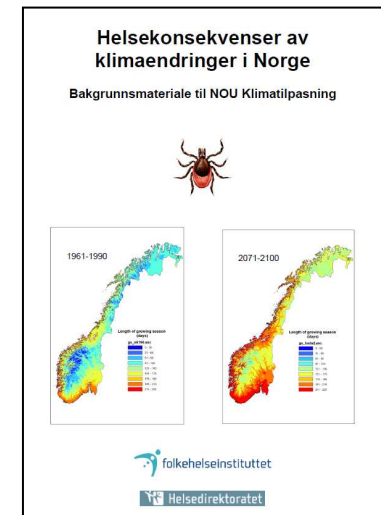 Helsekonsekvenser av
klimaendringer i Norge
Bakgrunnsmateriale til NOU Klimatilpasning
1961-1990
Length of growing season
(days)
2071-2100
Length of growing season
(days)
folkehelseinstituttet
Helsedirektoratet